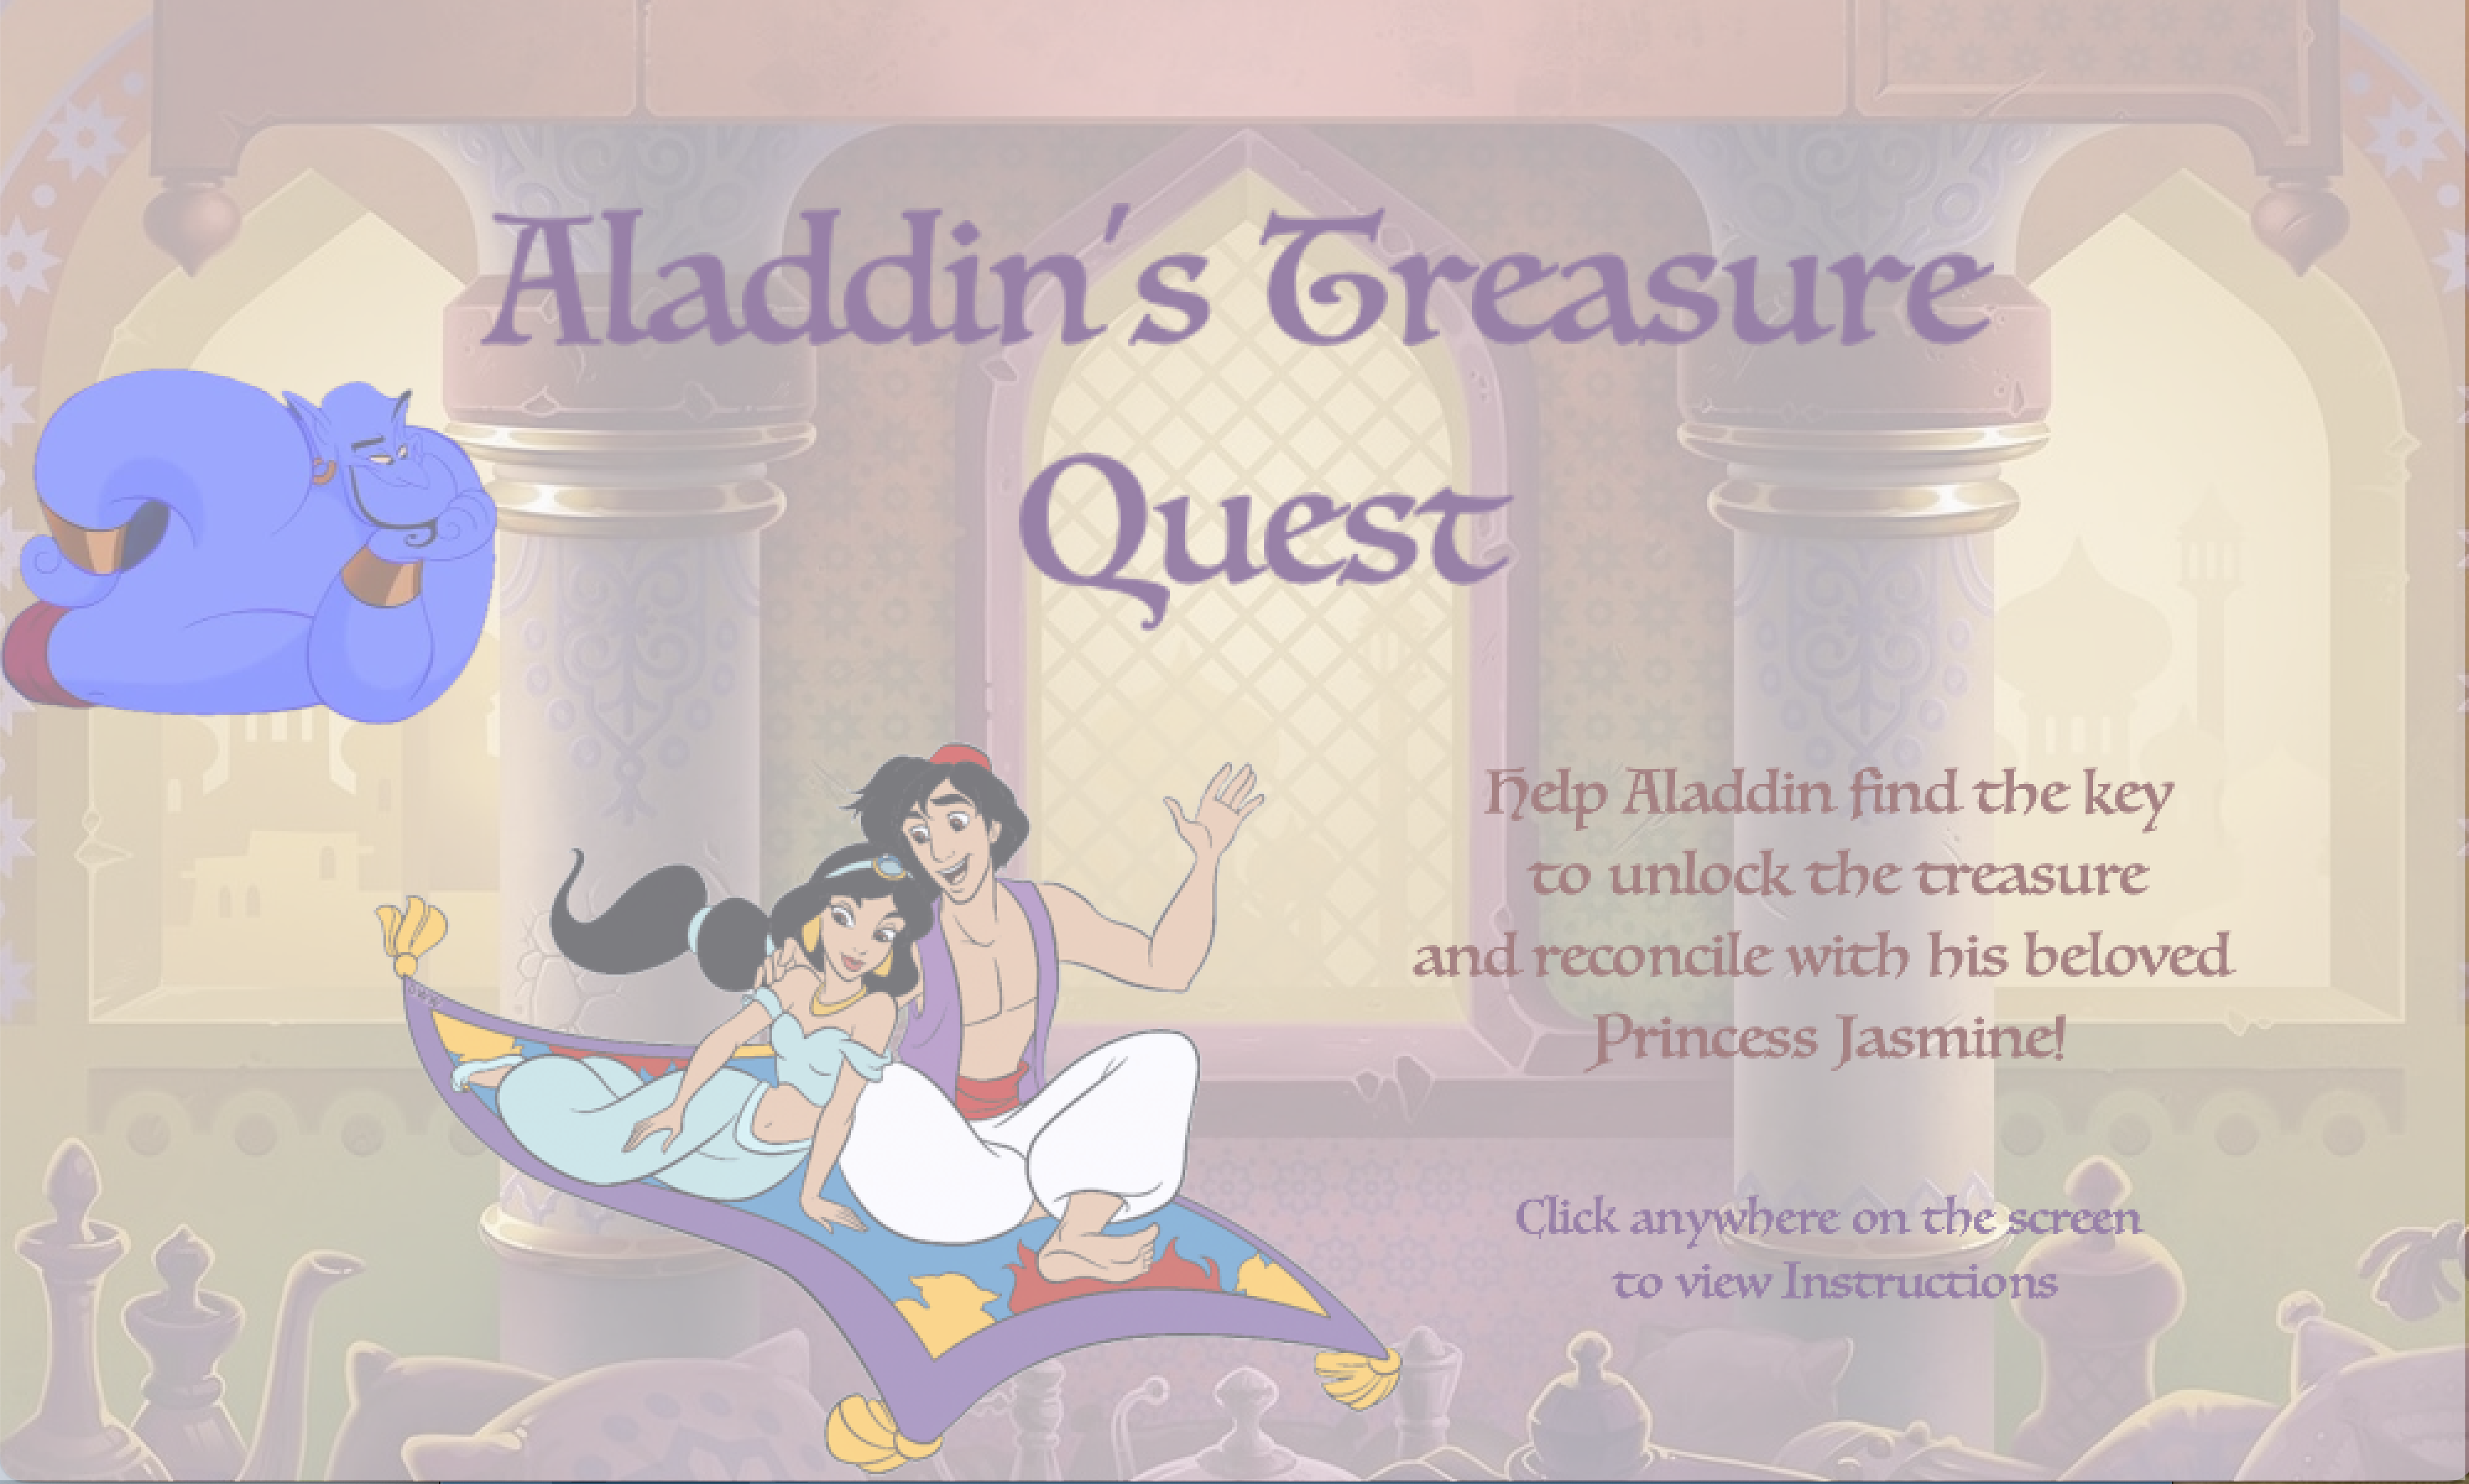 Aladdin's Treasure
Quest
Help Aladdin find the key
to unlock the treasure
and reconcile with his beloved
Princess Jasmine!
Click anywhere on the screen
to view Instructions